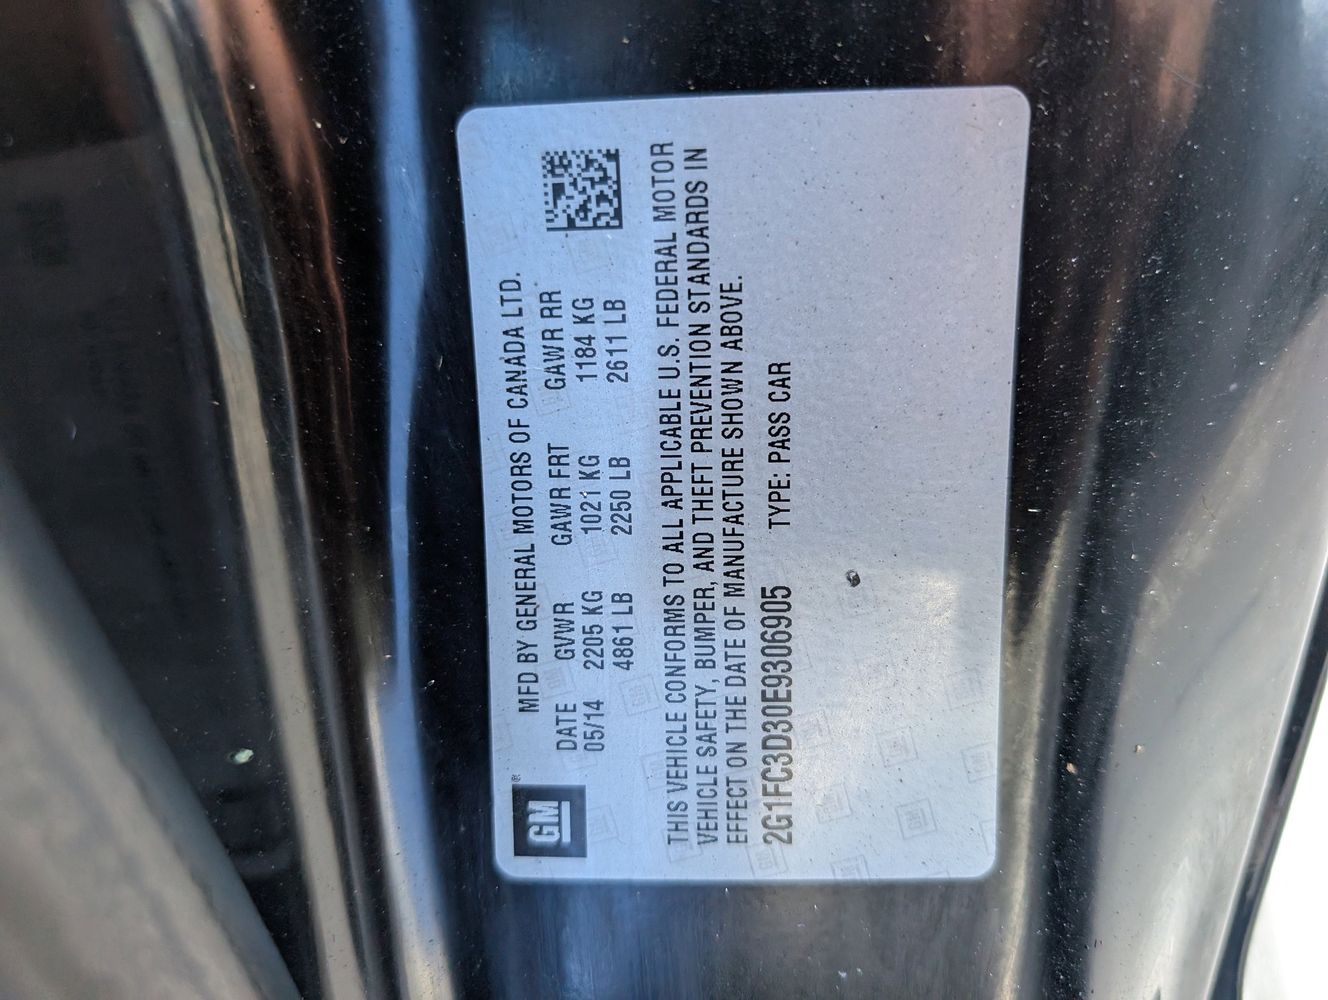 GM®
MFD BY GENERAL MOTORS OF CANADA LTD.
DATE GVWR GAWR FRT GAWR RR
05/14 2205 KG 1021 KG 1184 KG
4861 LB 2250 LB 2611 LB
THIS VEHICLE CONFORMS TO ALL APPLICABLE U.S. FEDERAL MOTOR
VEHICLE SAFETY, BUMPER, AND THEFT PREVENTION STANDARDS IN
EFFECT ON THE DATE OF MANUFACTURE SHOWN ABOVE.
2G1FC3D30E9306905 TYPE: PASS CAR